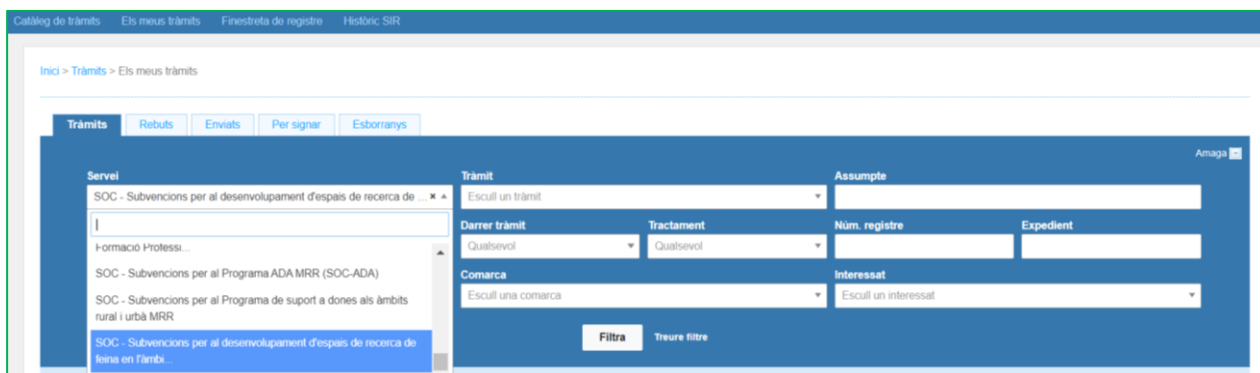 Catàleg de tràmits Els meus tràmits Finestreta de registre Històric SIR
Inici > Tràmits > Els meus tràmits
Tràmits Rebuts Enviats Per signar Esborranys
Amaga
Servei Tràmit Assumpte
SOC - Subvencions per al desenvolupament d'espais de recerca de ... Escull un tràmit
Darrer tràmit Tractament Núm. registre Expedient
Formació Professi... Qualsevol Qualsevol
SOC - Subvencions per al Programa ADA MRR (SOC-ADA) Comarca Interessat
SOC - Subvencions per al Programa de suport a dones als àmbits Escull una comarca Escull un interessat
rural i urbà MRR
SOC - Subvencions per al desenvolupament d'espais de recerca de Filtra Treure filtre
feina en l'àmbi...